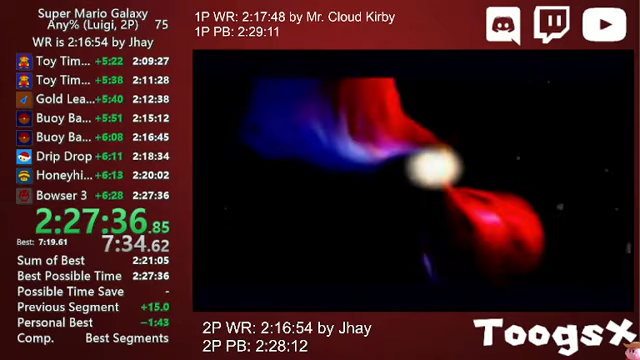 Super Mario Galaxy
Any% (Luigi, 2P) 75
WR is 2:16:54 by Jhay
Toy Tim... +5:22 2:09:27
Toy Tim... +5:38 2:11:28
Gold Lea... +5:40 2:12:38
Buoy Ba... +5:51 2:15:12
Buoy Ba... +6:08 2:16:45
Drip Drop +6:11 2:18:34
Honeyhi... +6:13 2:20:02
Bowser 3 +6:28 2:27:36
2:27:36.85
Best: 7:19.61 7:34.62
Sum of Best 2:21:05
Best Possible Time 2:27:36
Possible Time Save -
Previous Segment +15.0
Personal Best −1:43
Comp. Best Segments
1P WR: 2:17:48 by Mr. Cloud Kirby
1P PB: 2:29:11
2P WR: 2:16:54 by Jhay
2P PB: 2:28:12
ToogsX